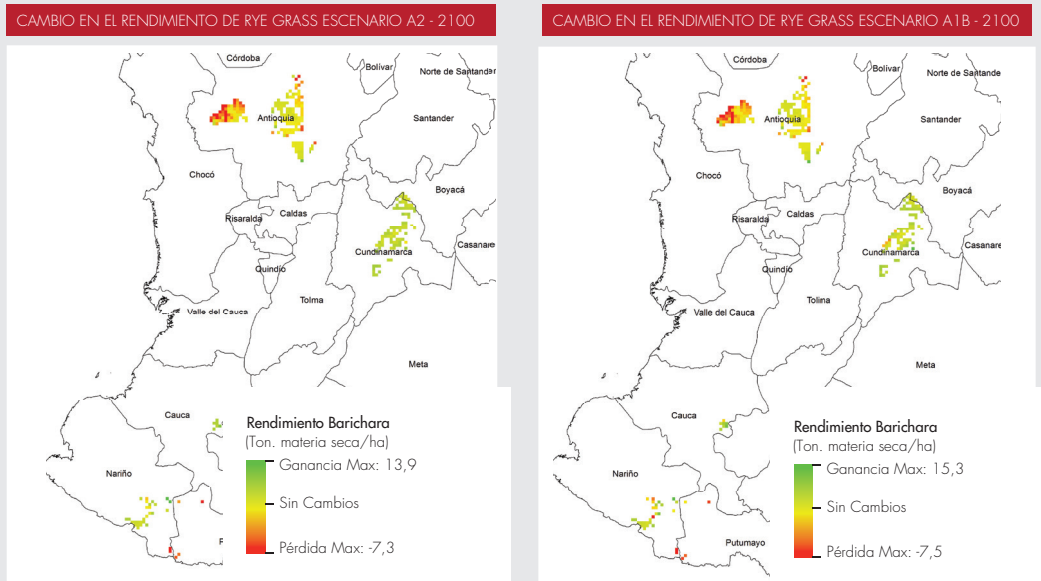 CAMBIO EN EL RENDIMIENTO DE RYE GRASS ESCENARIO A2 - 2100
Córdoba
Bolívar
Norte de Santander
Antioquia
Santander
Chocó
Boyacá
Risaralda
Caldas
Casanare
Cundinamarca
Quindío
Tolma
Valle del Cauca
Meta
Cauca
Nariño
P
Rendimiento Barichara
(Ton. materia seca/ha)
Ganancia Max: 13,9
Sin Cambios
Pérdida Max: -7,3
CAMBIO EN EL RENDIMIENTO DE RYE GRASS ESCENARIO A1B - 2100
Córdoba
Bolívar
Norte de Santande
Antioquia
Santander
Chocó
Boyacá
Risaralda
Caldas
Casanare
Cundinamarca
Quindío
Tolina
Valle del Cauca
Meta
Cauca
Nariño
Putumayo
Rendimiento Barichara
(Ton. materia seca/ha)
Ganancia Max: 15,3
Sin Cambios
Pérdida Max: -7,5